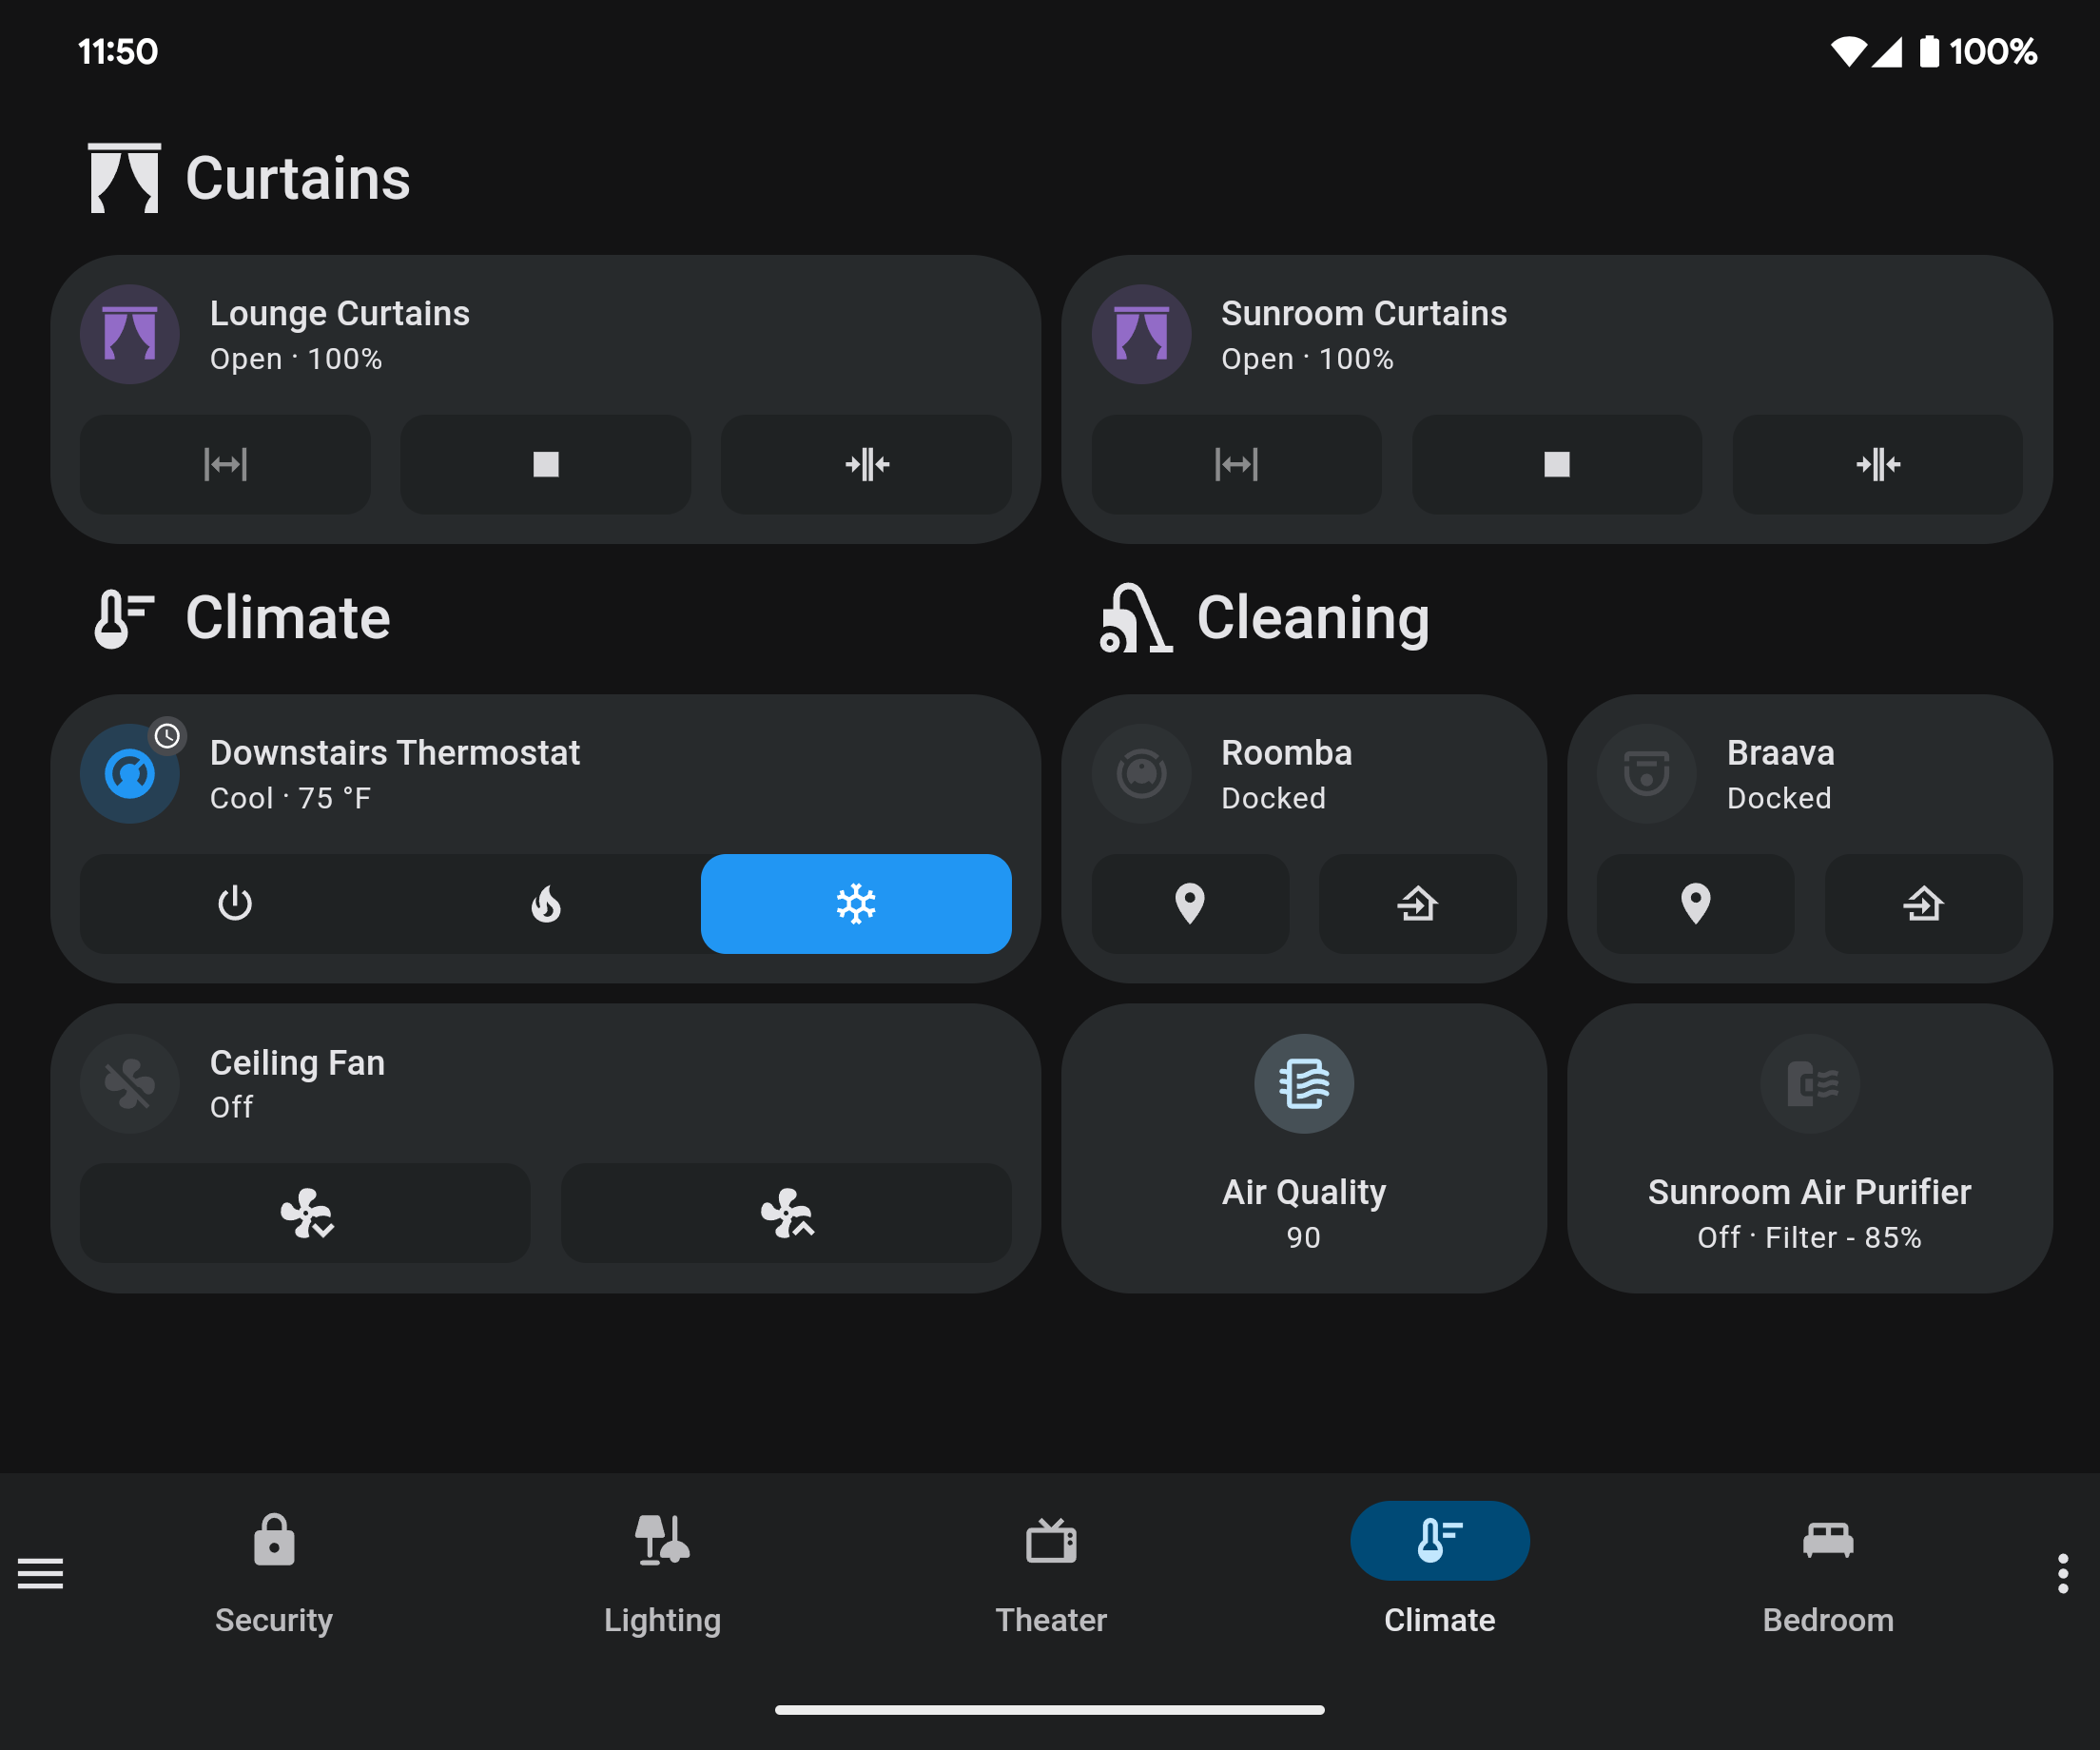 11:50
100%
Curtains
Lounge Curtains
Open · 100%
Sunroom Curtains
Open · 100%
Climate
Cleaning
Downstairs Thermostat
Cool · 75 °F
Roomba
Docked
Braava
Docked
Ceiling Fan
Off
Air Quality
90
Sunroom Air Purifier
Off · Filter - 85%
Security
Lighting
Theater
Climate
Bedroom